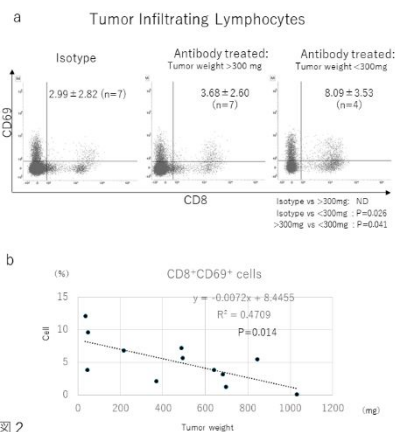 a
Tumor Infiltrating Lymphocytes
Isotype
Antibody treated:
Tumor weight >300 mg
Antibody treated:
Tumor weight <300mg
2.99±2.82 (n=7)
3.68±2.60
(n=7)
8.09±3.53
(n=4)
CD69
CD8
Isotype vs >300mg: ND
Isotype vs <300mg : P=0.026
>300mg vs <300mg : P=0.041
b
(%)
CD8⁺CD69⁺ cells
y = -0.0072x + 8.4455
R² = 0.4709
P=0.014
15
10
5
0
Cell
0 200 400 600 800 1000 1200 (mg)
Tumor weight
図2